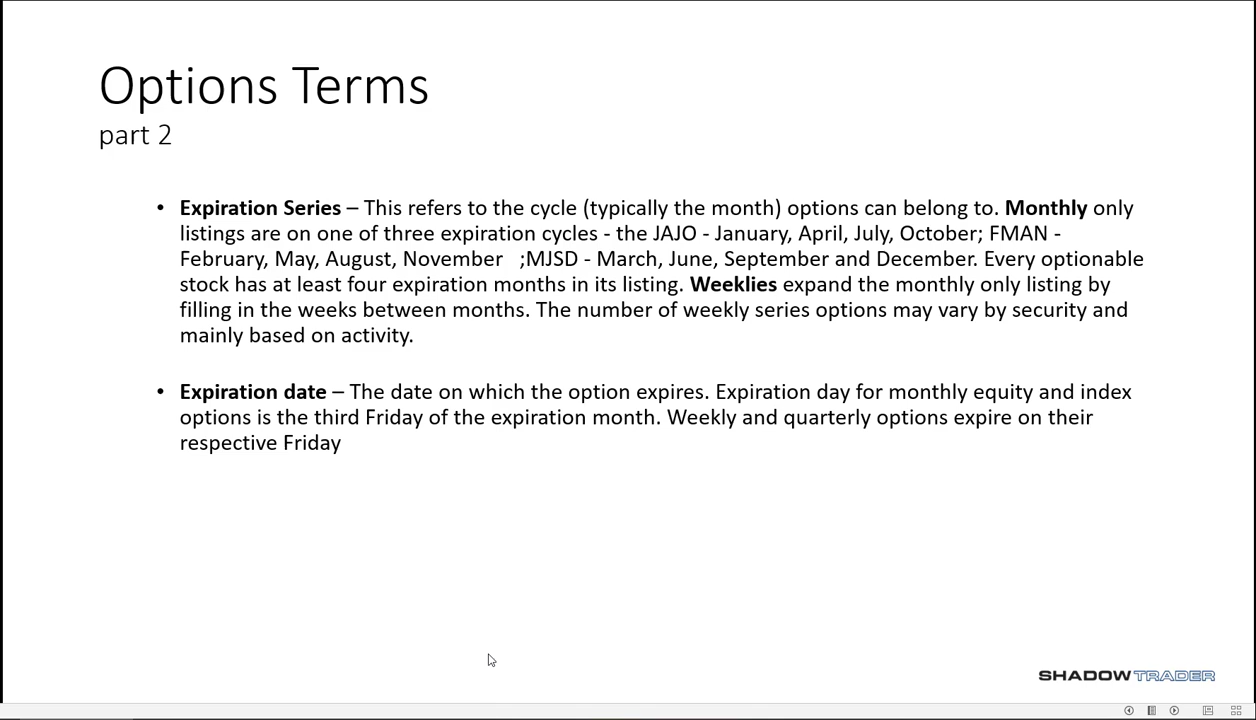 Options Terms
part 2
• Expiration Series – This refers to the cycle (typically the month) options can belong to. Monthly only
listings are on one of three expiration cycles - the JAJO - January, April, July, October; FMAN -
February, May, August, November   ;MJSD - March, June, September and December. Every optionable
stock has at least four expiration months in its listing. Weeklies expand the monthly only listing by
filling in the weeks between months. The number of weekly series options may vary by security and
mainly based on activity.
• Expiration date – The date on which the option expires. Expiration day for monthly equity and index
options is the third Friday of the expiration month. Weekly and quarterly options expire on their
respective Friday
SHADOWTRADER